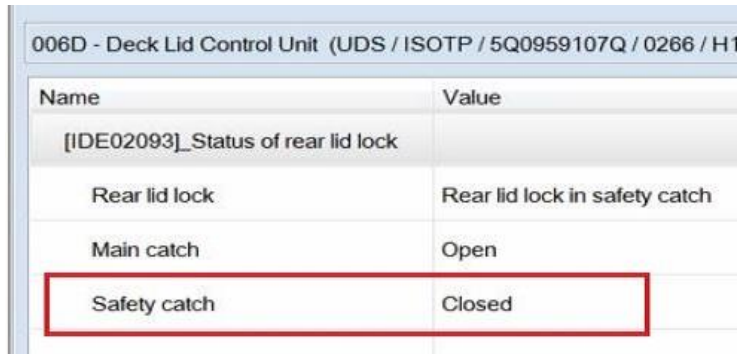 006D - Deck Lid Control Unit (UDS / ISOTP / 5Q0959107Q / 0266 / H1
Name Value
[IDE02093]_Status of rear lid lock
Rear lid lock Rear lid lock in safety catch
Main catch Open
Safety catch Closed